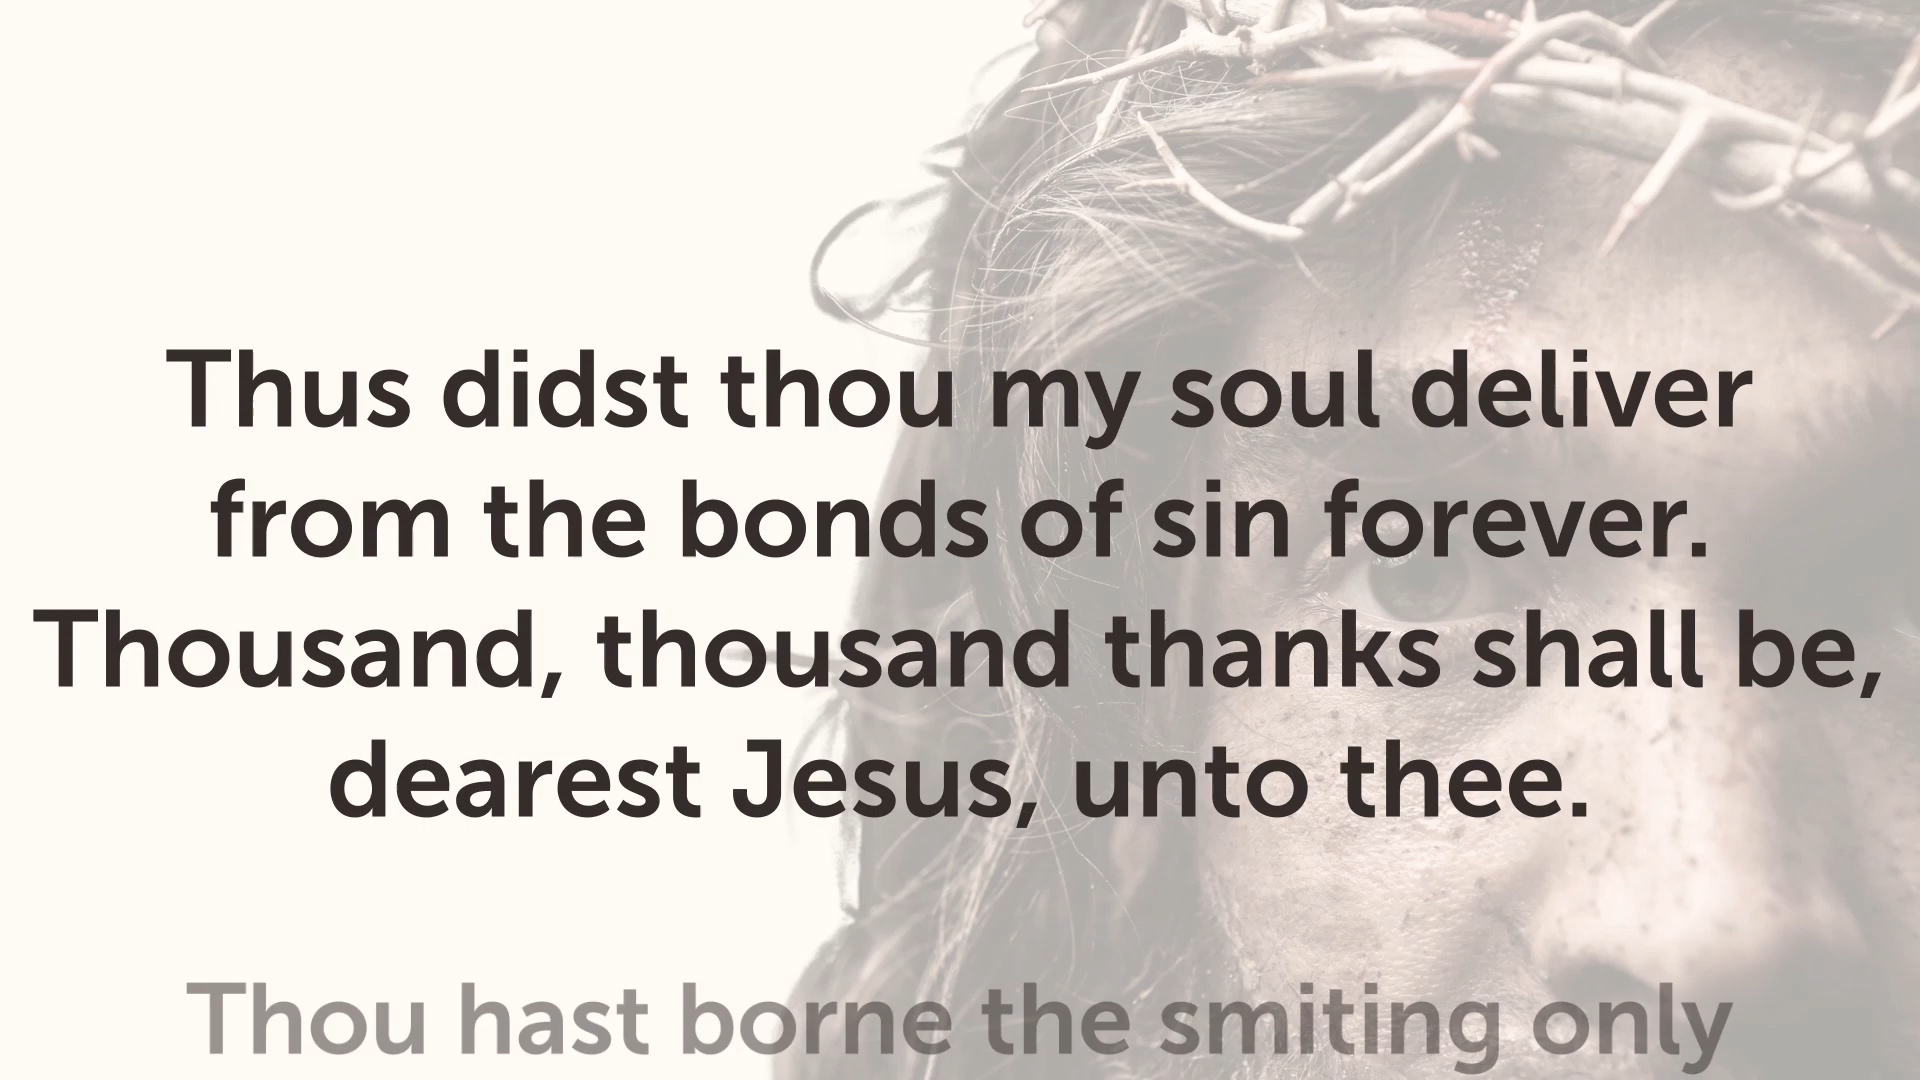 Thus didst thou my soul deliver
from the bonds of sin forever.
Thousand, thousand thanks shall be,
dearest Jesus, unto thee.
Thou hast borne the smiting only